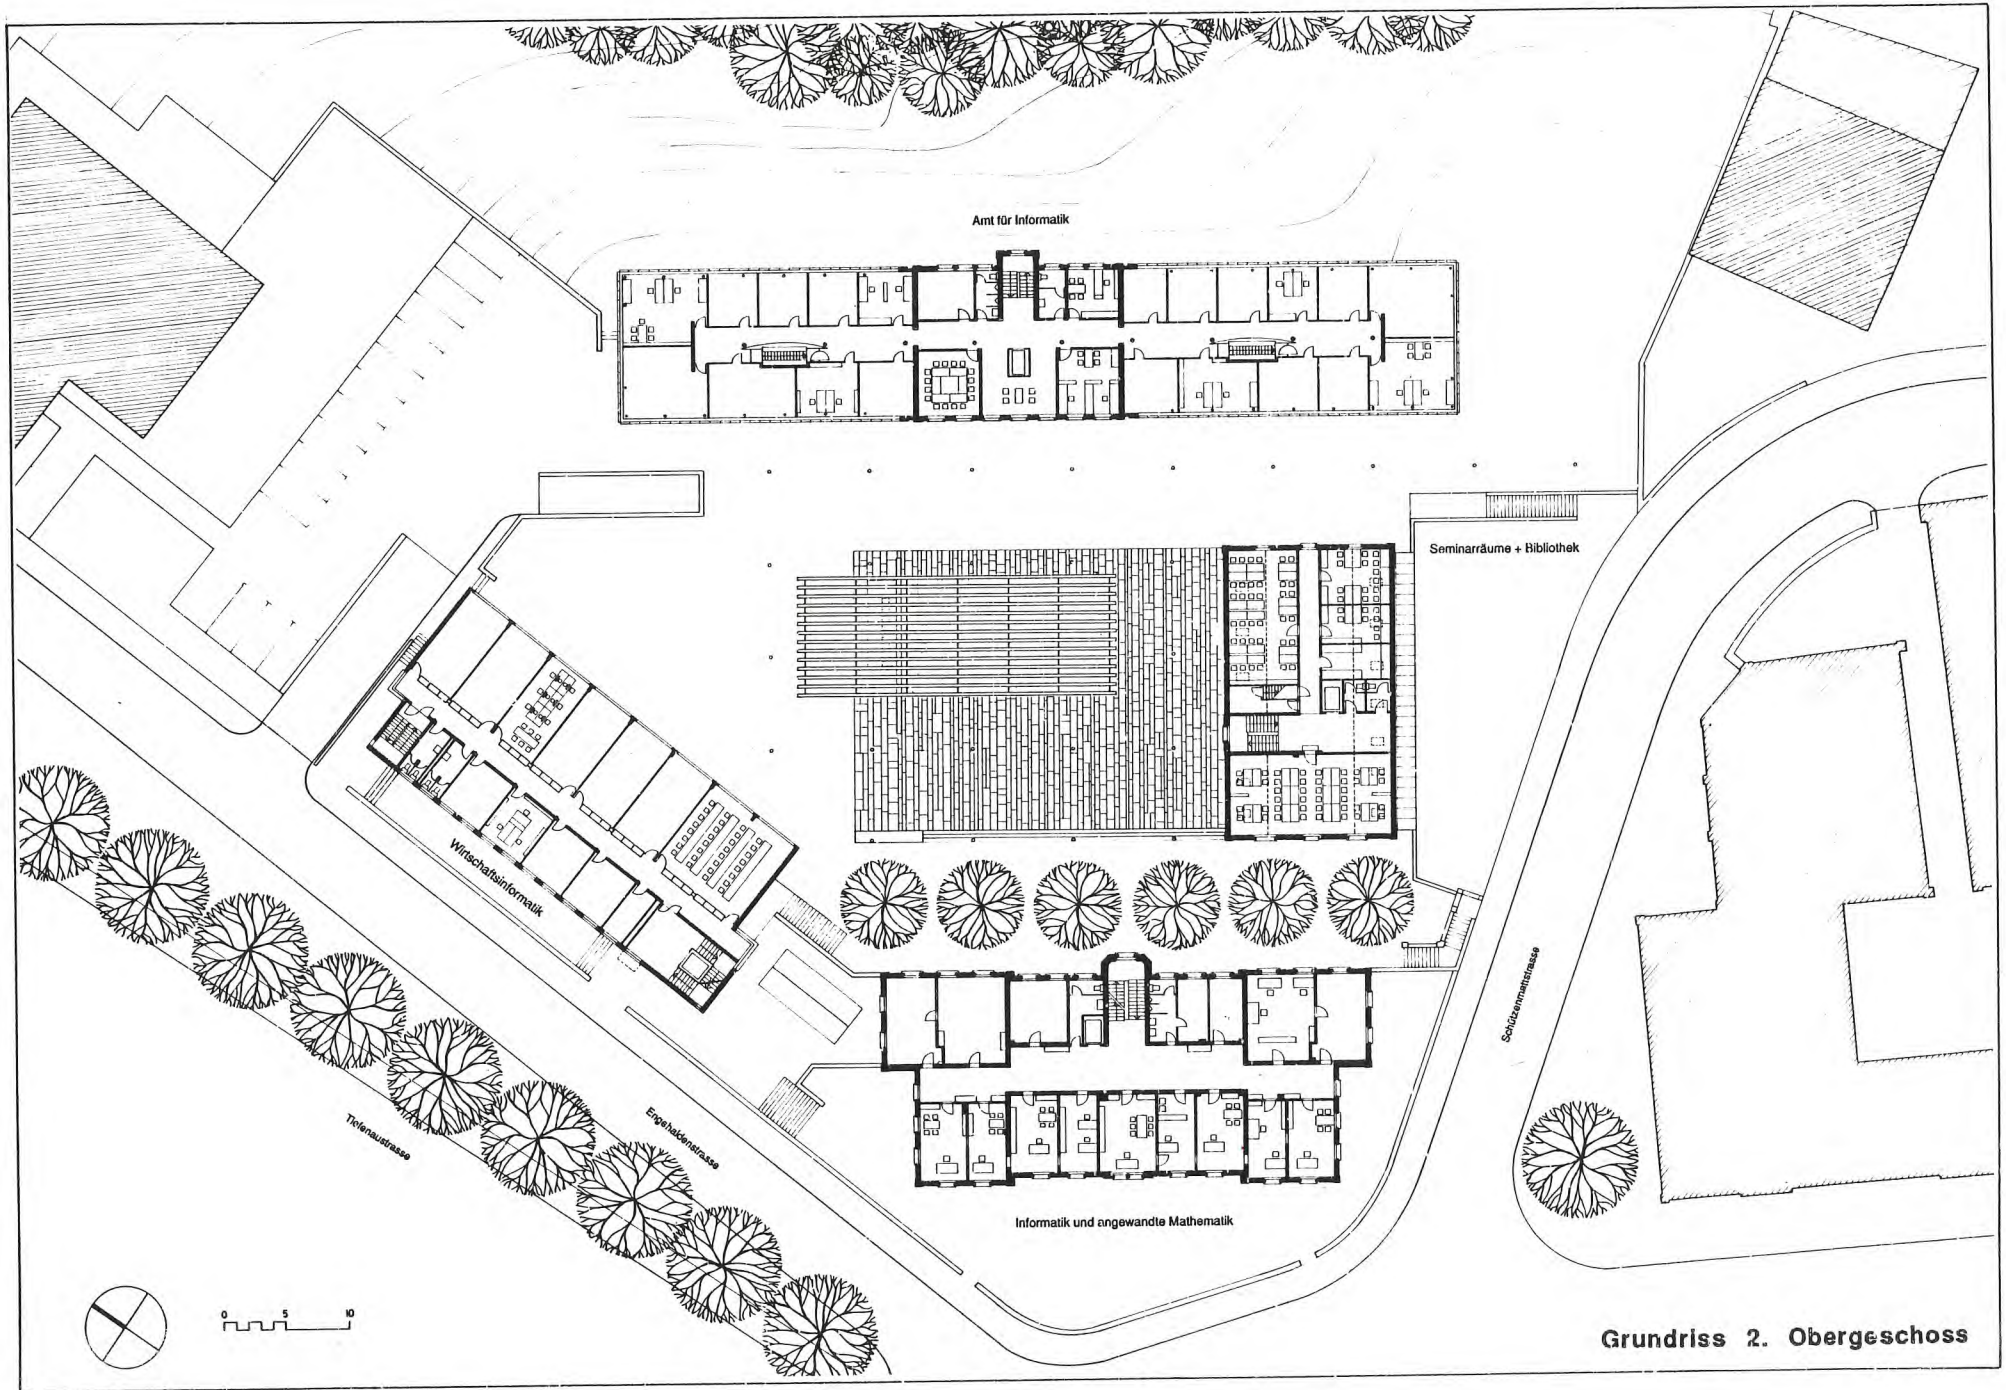 Amt für Informatik
Seminarräume + Bibliothek
Wirtschaftsinformatik
Schützenmattstrasse
Engehaldenstrasse
Tiefenaustrasse
Informatik und angewandte Mathematik
0 5 10
Grundriss 2. Obergeschoss